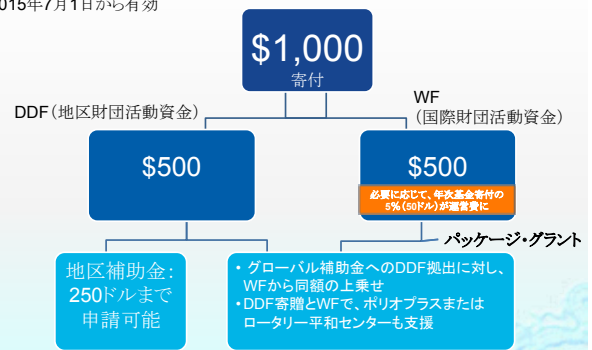 015年7月1日から有効
$1,000
寄付
DDF(地区財団活動資金)
WF
(国際財団活動資金)
$500
$500
必要に応じて、年次基金寄付の
5%(50ドル)が運営費に
パッケージ・グラント
地区補助金:
250ドルまで
申請可能
• グローバル補助金へのDDF拠出に対し、
WFから同額の上乗せ
•DDF寄贈とWFで、ポリオプラスまたは
ロータリー平和センターも支援